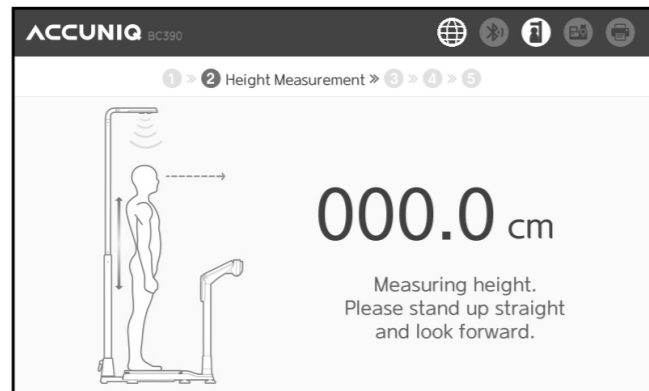 ACCUNIQ BC390
1 » 2 Height Measurement » 3 » 4 » 5
000.0 cm
Measuring height.
Please stand up straight
and look forward.